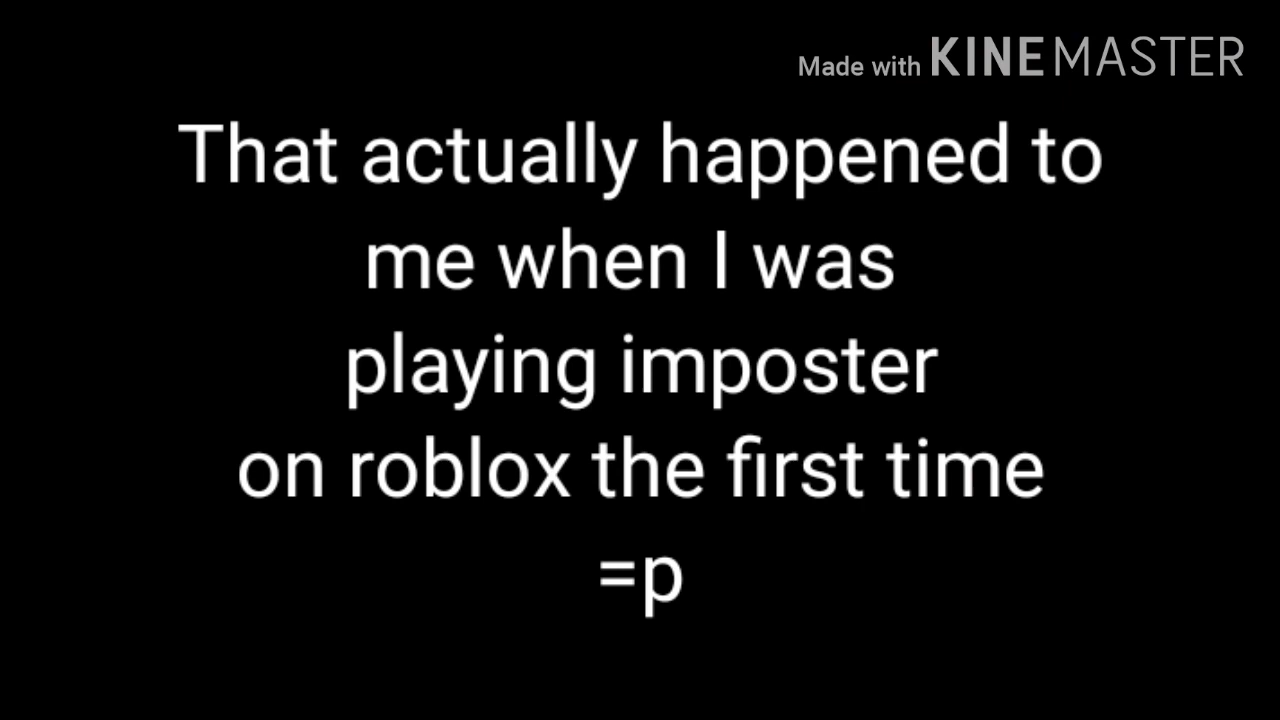 Made with KINEMASTER
That actually happened to
me when I was
playing imposter
on roblox the first time
=p